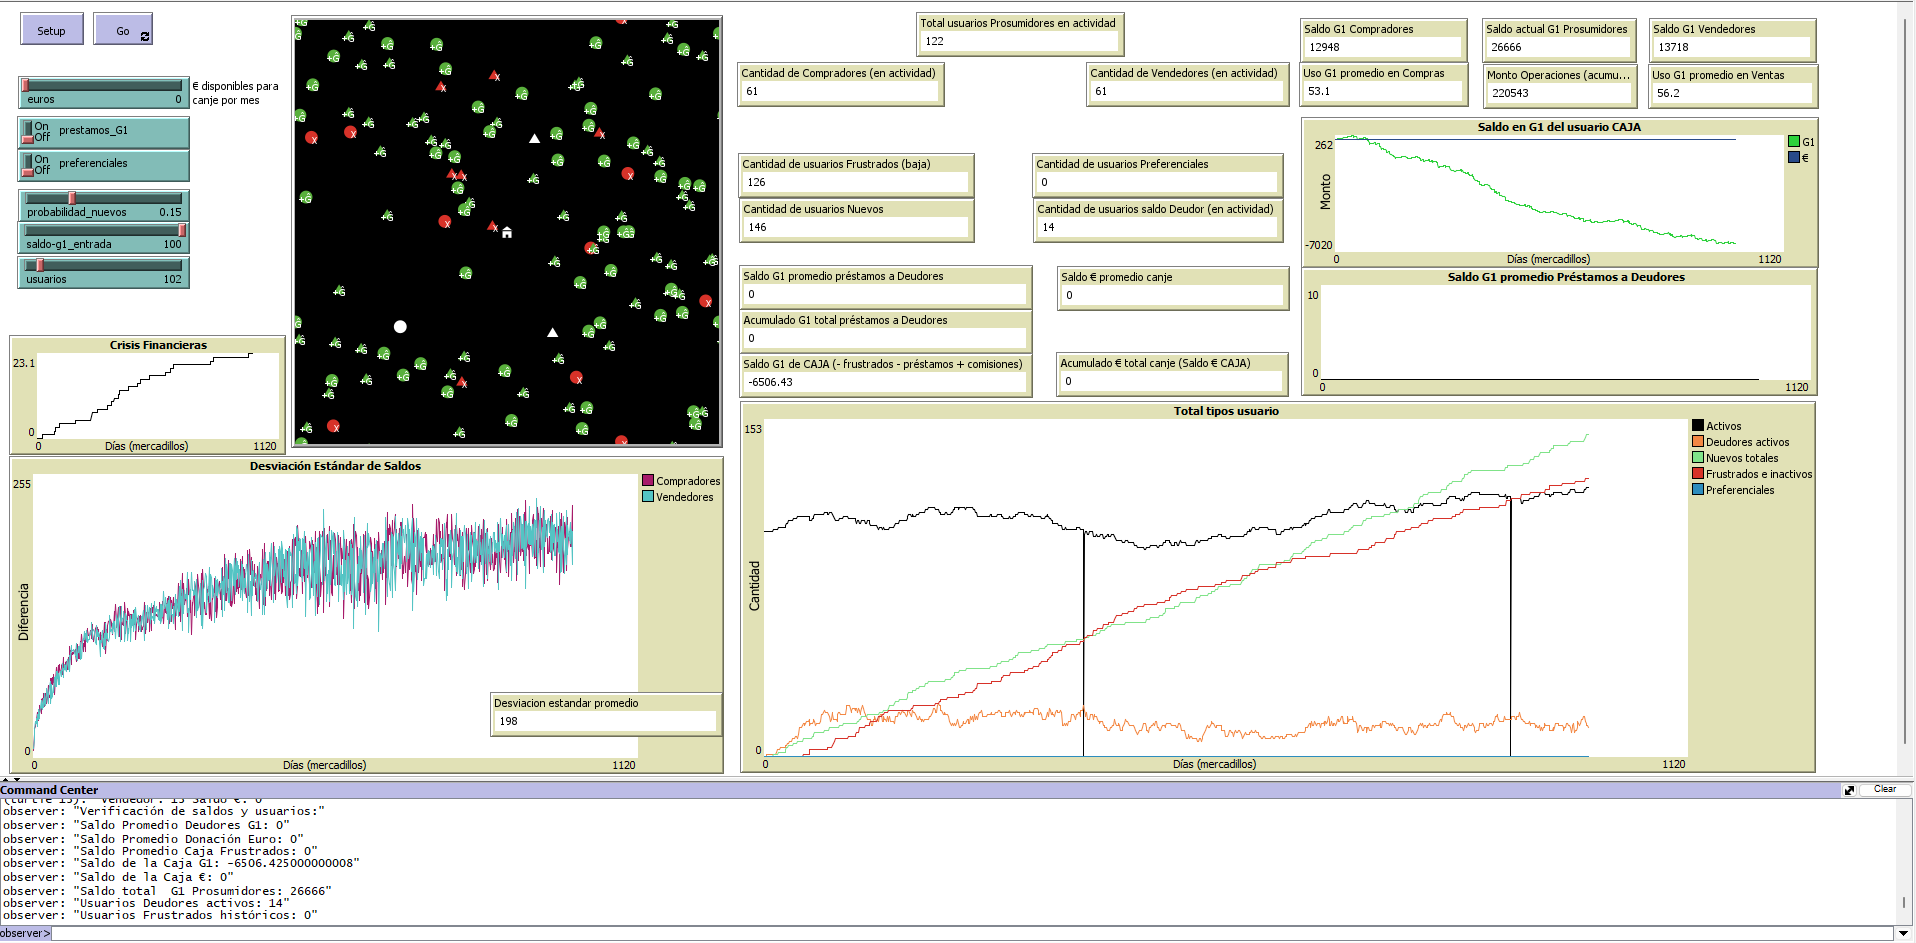 Setup
Go
euros
0
€ disponibles para
canje por mes
On
Off
prestamos_G1
On
Off
preferenciales
probabilidad_nuevos
0.15
saldo-g1_entrada
100
usuarios
102
Total usuarios Prosumidores en actividad
122
Cantidad de Compradores (en actividad)
61
Cantidad de Vendedores (en actividad)
61
Saldo G1 Compradores
12948
Saldo actual G1 Prosumidores
26666
Saldo G1 Vendedores
13718
Uso G1 promedio en Compras
53.1
Monto Operaciones (acumu...
220543
Uso G1 promedio en Ventas
56.2
Cantidad de usuarios Frustrados (baja)
126
Cantidad de usuarios Preferenciales
0
Cantidad de usuarios Nuevos
146
Cantidad de usuarios saldo Deudor (en actividad)
14
Saldo G1 promedio préstamos a Deudores
0
Saldo € promedio canje
0
Acumulado G1 total préstamos a Deudores
0
Saldo G1 de CAJA (- frustrados - préstamos + comisiones)
-6506.43
Acumulado € total canje (Saldo € CAJA)
0
Saldo en G1 del usuario CAJA
262
Monto
-7020
0
Días (mercadillos)
1120
G1
€
Saldo G1 promedio Préstamos a Deudores
10
0
0
1120
Crisis Financieras
23.1
0
0
Días (mercadillos)
1120
Desviación Estándar de Saldos
255
Diferencia
0
0
Días (mercadillos)
1120
Compradores
Vendedores
Desviacion estandar promedio
198
Total tipos usuario
153
Cantidad
0
0
Días (mercadillos)
1120
Activos
Deudores activos
Nuevos totales
Frustrados e inactivos
Preferenciales
Command Center
Clear
(turtle 15): "Vendedor: 15 Saldo €: 0"
observer: "Verificación de saldos y usuarios:"
observer: "Saldo Promedio Deudores G1: 0"
observer: "Saldo Promedio Donación Euro: 0"
observer: "Saldo Promedio Caja Frustrados: 0"
observer: "Saldo de la Caja G1: -6506.425000000008"
observer: "Saldo de la Caja €: 0"
observer: "Saldo total  G1 Prosumidores: 26666"
observer: "Usuarios Deudores activos: 14"
observer: "Usuarios Frustrados históricos: 0"
observer>